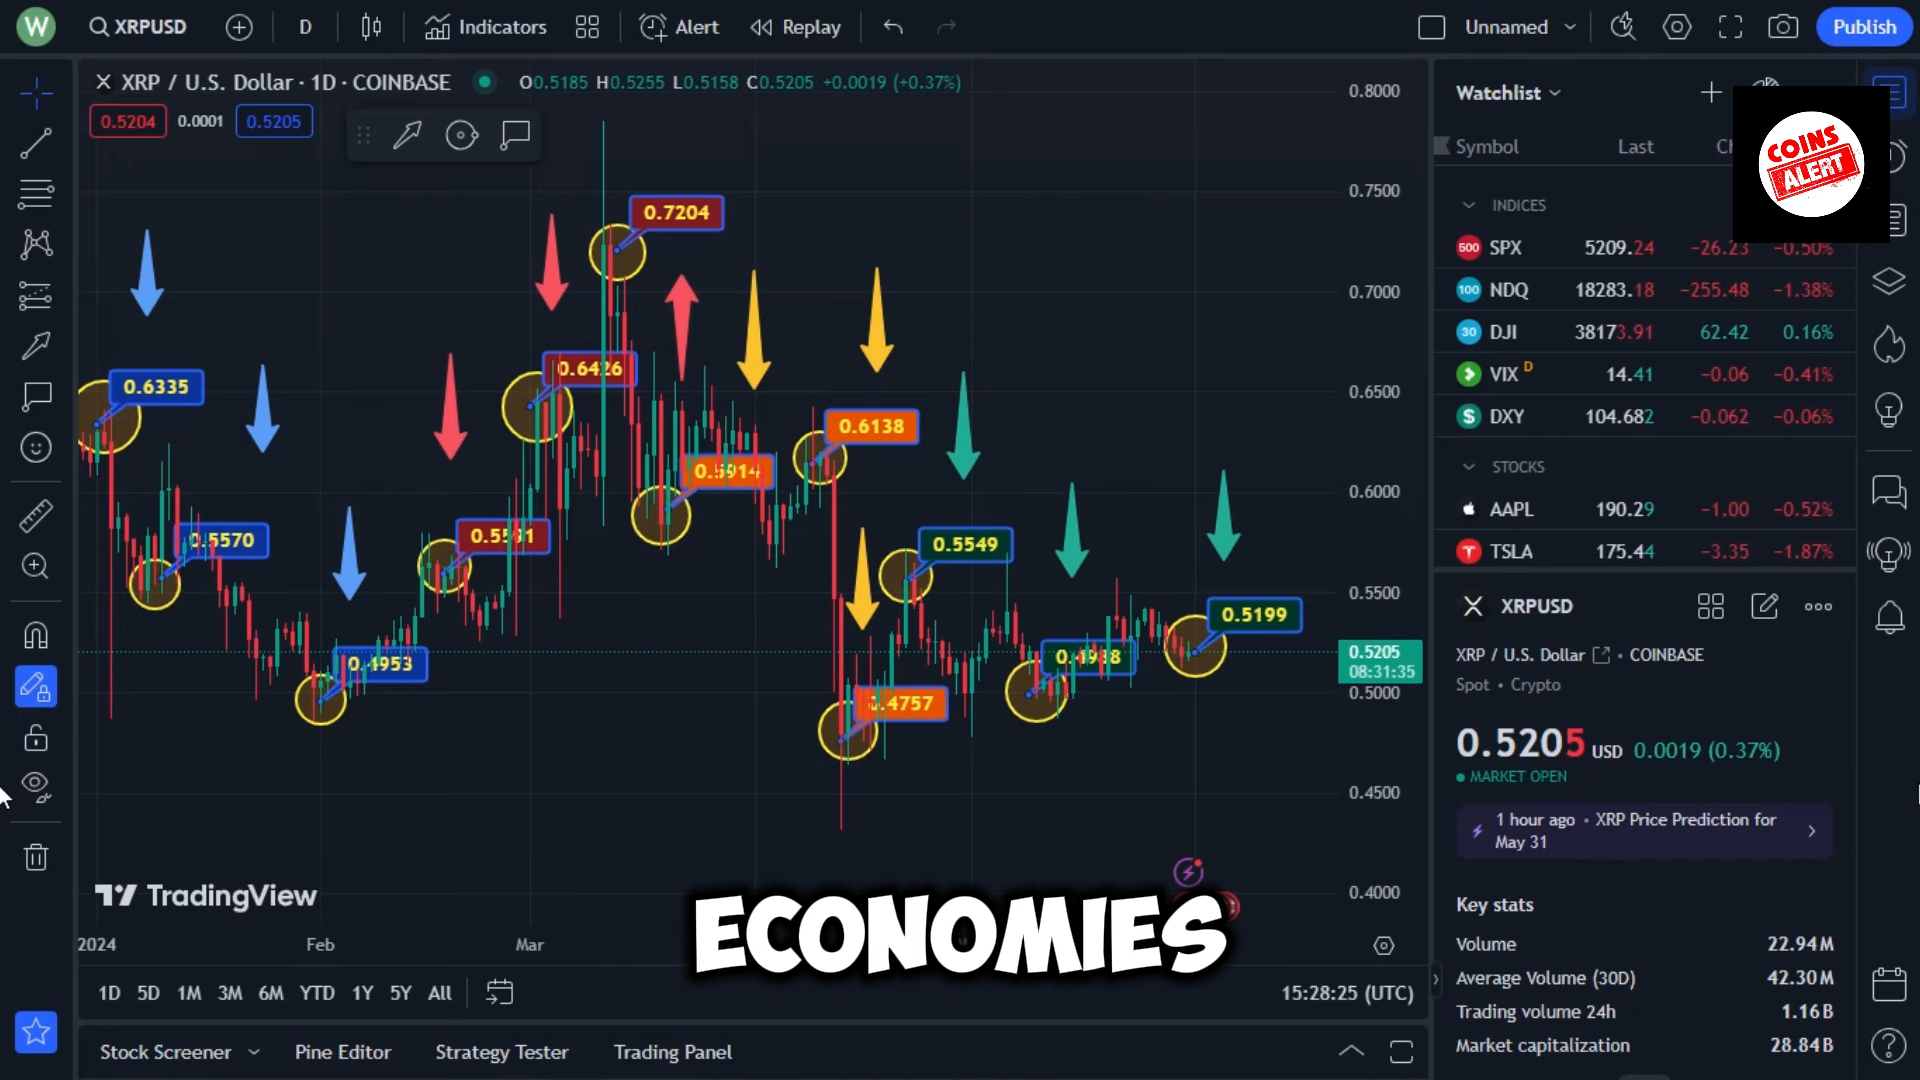 W
XRPUSD
D
Indicators
Alert
Replay
Unnamed
Publish
XRP / U.S. Dollar · 1D · COINBASE
O0.5185 H0.5255 L0.5158 C0.5205 +0.0019 (+0.37%)
0.5204 0.0001 0.5205
0.8000
0.7500
0.7000
0.6500
0.6000
0.5500
0.5205
08:31:35
0.5000
0.4500
0.4000
0.7204
0.6335
0.6426
0.6138
0.5914
0.5570
0.5549
0.5199
0.4953
0.4757
TradingView
ECONOMIES
2024 Feb Mar
1D 5D 1M 3M 6M YTD 1Y 5Y All
15:28:25 (UTC)
Stock Screener Pine Editor Strategy Tester Trading Panel
Watchlist
COINS
ALERT
Symbol Last
INDICES
500 SPX 5209.24 −26.23 −0.50%
100 NDQ 18283.18 −255.48 −1.38%
30 DJI 38173.91 62.42 0.16%
VIX D 14.41 −0.06 −0.41%
$ DXY 104.682 −0.062 −0.06%
STOCKS
AAPL 190.29 −1.00 −0.52%
TSLA 175.44 −3.35 −1.87%
XRPUSD
XRP / U.S. Dollar · COINBASE
Spot • Crypto
0.5205 USD 0.0019 (0.37%)
MARKET OPEN
1 hour ago • XRP Price Prediction for
May 31
Key stats
Volume 22.94M
Average Volume (30D) 42.30M
Trading volume 24h 1.16B
Market capitalization 28.84B